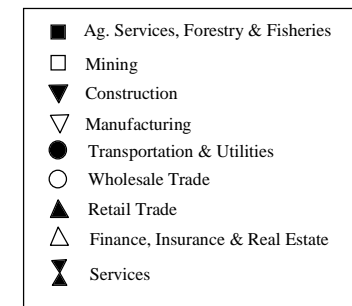 Ag. Services, Forestry & Fisheries
Mining
Construction
Manufacturing
Transportation & Utilities
Wholesale Trade
Retail Trade
Finance, Insurance & Real Estate
Services